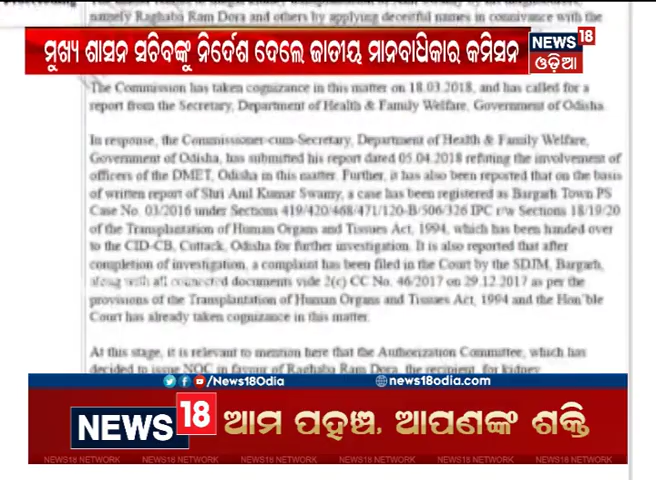 namely Raghaba Ram Dora and others by applying deceitful names in connivance with the
ମୁଖ୍ୟ ଶାସନ ସଚିବଙ୍କୁ ନିର୍ଦେଶ ଦେଲେ ଜାତୀୟ ମାନବାଧିକାର କମିସନ
NEWS18
ଓଡ଼ିଆ
The Commission has taken cognizance in this matter on 18.03.2018, and has called for a
report from the Secretary, Department of Health & Family Welfare, Government of Odisha
In response, the Commissioner-cum-Secretary, Department of Health & Family Welfare,
Government of Odisha, has submitted his report dated 05.04.2018 refuting the involvement of
officers of the DMET, Odisha in this matter. Further, it has also been reported that on the basis
of written report of Shri Anil Kumar Swamy, a case has been registered as Bargarh Town PS
Case No. 03/2016 under Sections 419/420/468/471/120-B/506/326 IPC r/w Sections 18/19/20
of the Transplantation of Human Organs and Tissues Act, 1994, which has been handed over
to the CID-CB, Cuttack, Odisha for further investigation. It is also reported that after
completion of investigation, a complaint has been filed in the Court by the SDJM, Bargarh,
along with all connected documents vide 2(c) CC No. 46/2017 on 29.12.2017 as per the
provisions of the Transplantation of Human Organs and Tissues Act, 1994 and the Hon'ble
Court has already taken cognizance in this matter.
At this stage, it is relevant to mention here that the Authorization Committee, which has
decided to issue NOC in favour of Raghaba Ram Dora, the recipient, for kidney
/News18Odia
news18odia.com
NEWS18 ଆମ ପହଞ୍ଚ, ଆପଣଙ୍କ ଶକ୍ତି
NEWS18 NETWORK NEWS18 NETWORK NEWS18 NETWORK NEWS18 NETWORK NEWS18 NETWORK NEWS18 NETWORK